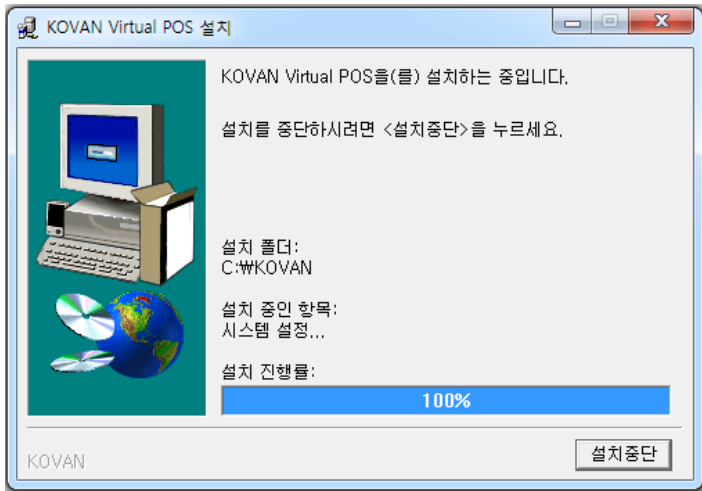 KOVAN Virtual POS 설치
KOVAN Virtual POS을(를) 설치하는 중입니다.
설치를 중단하시려면 <설치중단>을 누르세요.
설치 폴더:
C:₩KOVAN
설치 중인 항목:
시스템 설정...
설치 진행률:
100%
KOVAN
설치중단